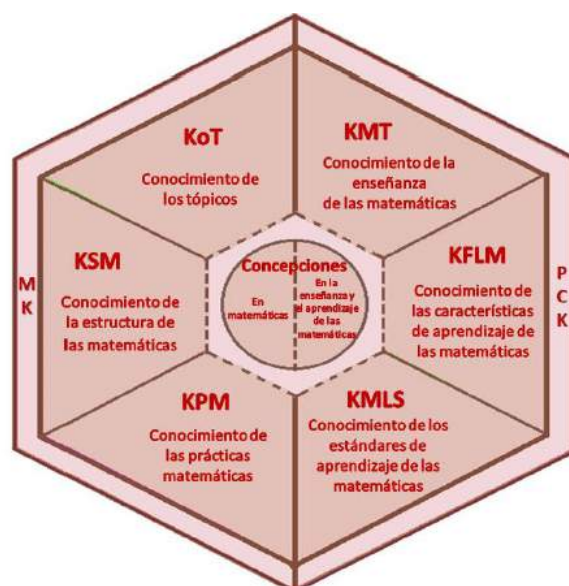 KoT
Conocimiento de
los tópicos
KMT
Conocimiento de la
enseñanza
de las matemáticas
KSM
Conocimiento de
la estructura de
las matemáticas
Concepciones
En
matemáticas
En la
enseñanza y
el aprendizaje
de las
matemáticas
KFLM
Conocimiento de
las características
de aprendizaje de
las matemáticas
KPM
Conocimiento de
las prácticas
matemáticas
KMLS
Conocimiento de los
estándares de
aprendizaje de las
matemáticas
M
K
P
C
K